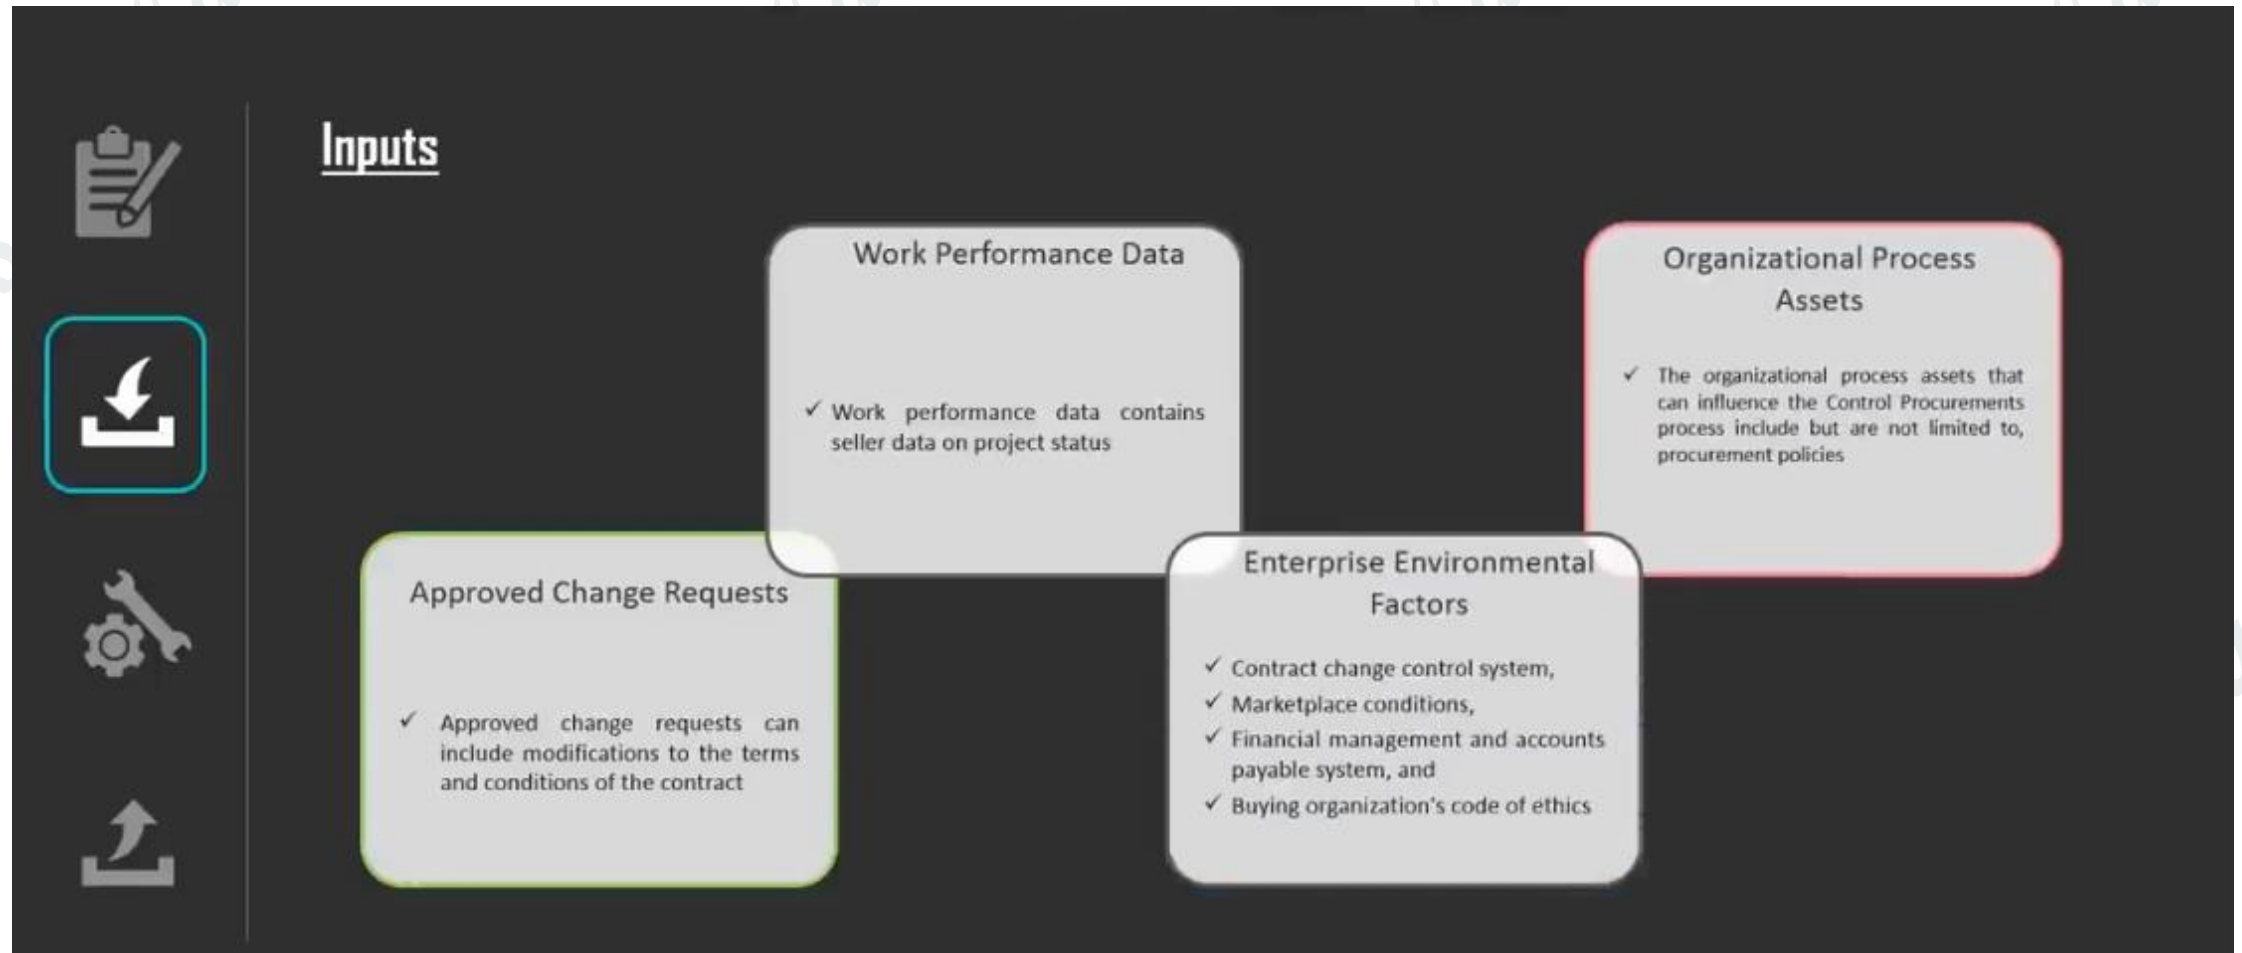 Inputs
Work Performance Data
✓ Work performance data contains
seller data on project status
Organizational Process
Assets
✓ The organizational process assets that
can influence the Control Procurements
process include but are not limited to,
procurement policies
Approved Change Requests
✓ Approved change requests can
include modifications to the terms
and conditions of the contract
Enterprise Environmental
Factors
✓ Contract change control system,
✓ Marketplace conditions,
✓ Financial management and accounts
payable system, and
✓ Buying organization's code of ethics